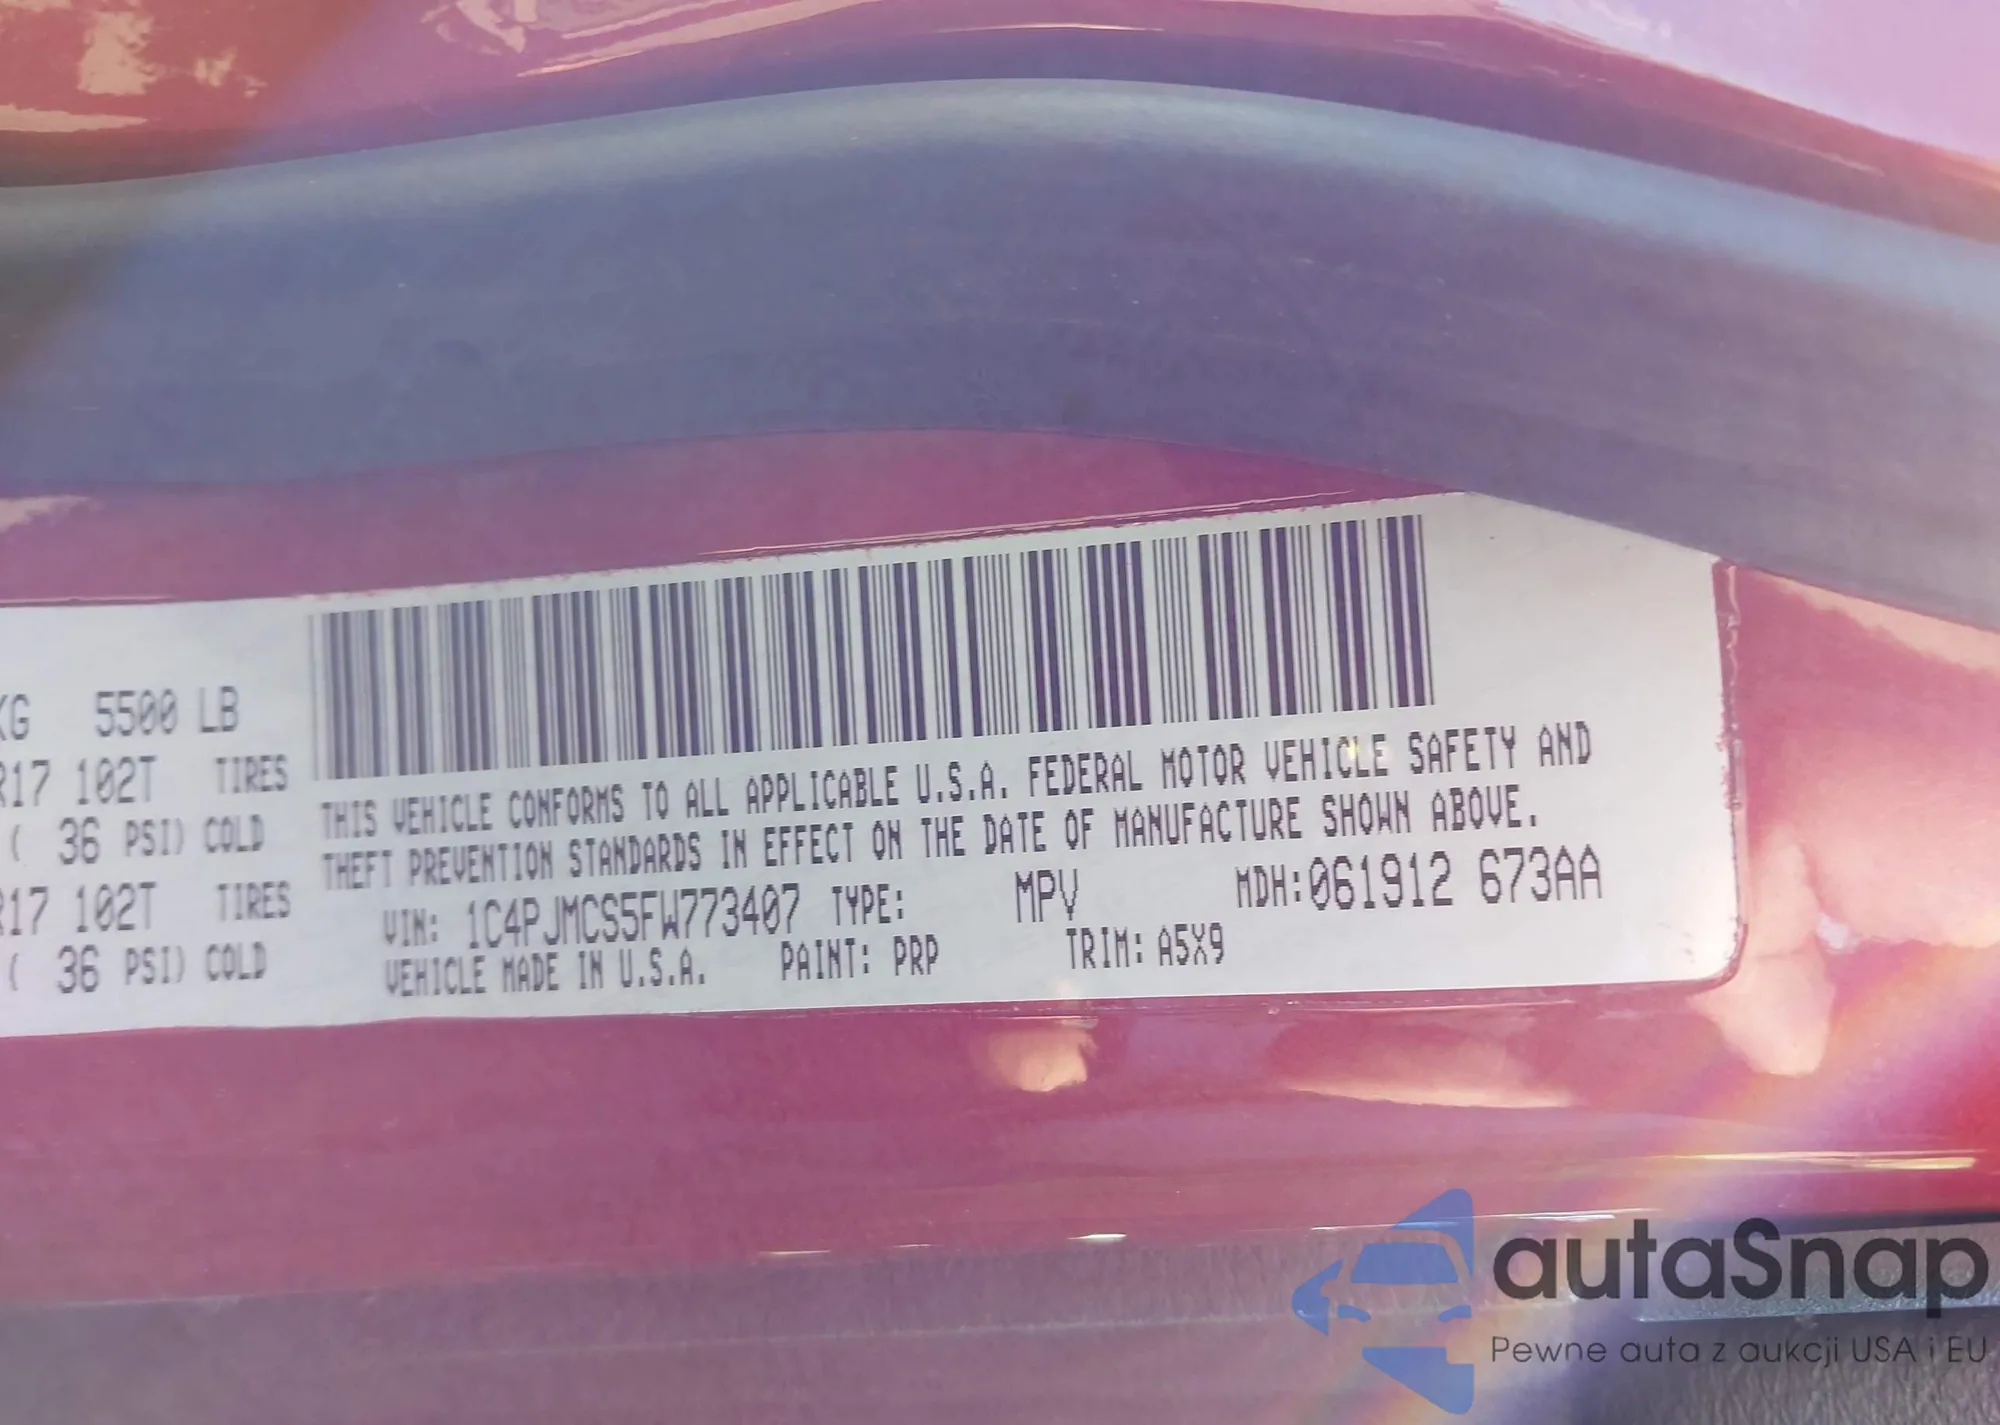 KG 5500 LB
R17 102T TIRES
( 36 PSI) COLD
R17 102T TIRES
( 36 PSI) COLD
THIS VEHICLE CONFORMS TO ALL APPLICABLE U.S.A. FEDERAL MOTOR VEHICLE SAFETY AND
THEFT PREVENTION STANDARDS IN EFFECT ON THE DATE OF MANUFACTURE SHOWN ABOVE.
VIN: 1C4PJMCS5FW773407 TYPE: MPV MDH:061912 673AA
VEHICLE MADE IN U.S.A. PAINT: PRP TRIM: A5X9
autaSnap
Pewne auta z aukcji USA i EU